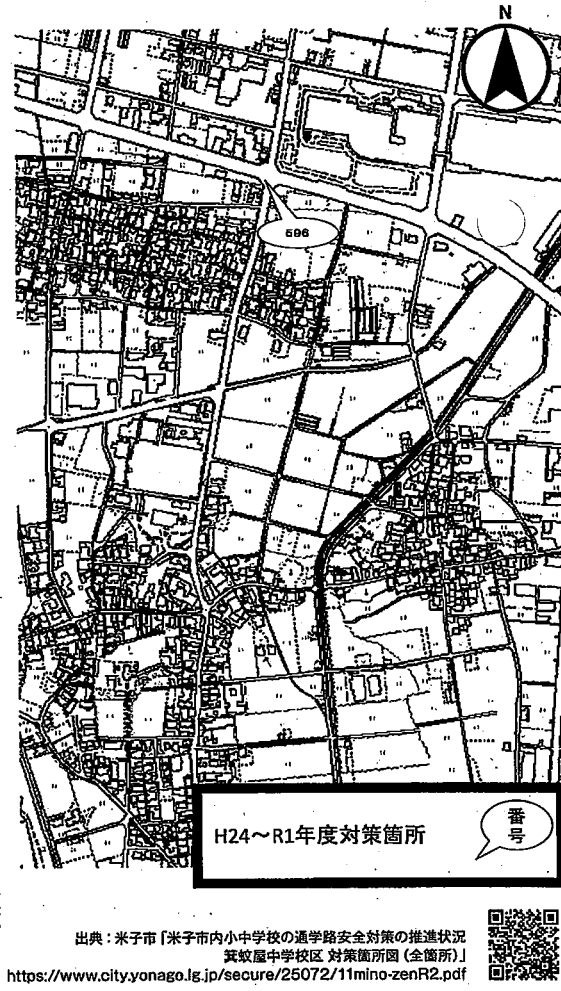 N
596
H24～R1年度対策箇所
番
号
出典：米子市「米子市内小中学校の通学路安全対策の推進状況
箕蚊屋中学校区 対策箇所図（全箇所）」
https://www.city.yonago.lg.jp/secure/25072/11mino-zenR2.pdf